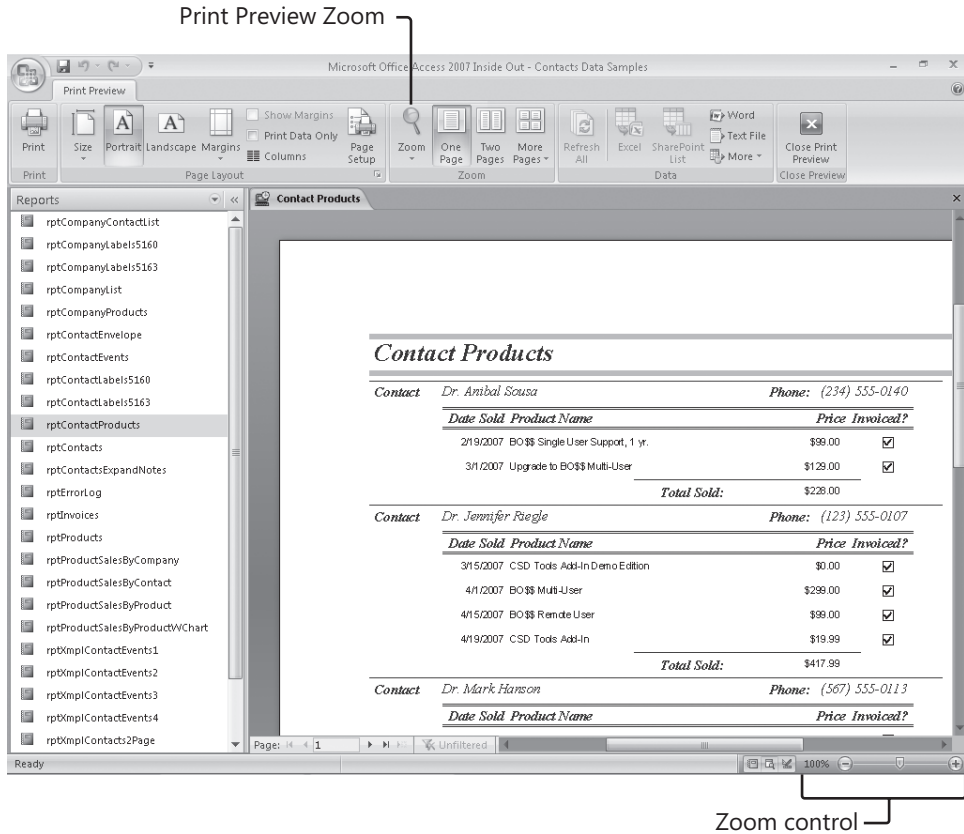 Print Preview Zoom
Microsoft Office Access 2007 Inside Out - Contacts Data Samples
Print Preview
Print
Size
Portrait
Landscape
Margins
Show Margins
Print Data Only
Columns
Page Setup
Zoom
One Page
Two Pages
More Pages
Refresh All
Excel
SharePoint List
Word
Text File
More
Close Print Preview
Print
Page Layout
Zoom
Data
Close Preview
Reports
rptCompanyContactList
rptCompanyLabels5160
rptCompanyLabels5163
rptCompanyList
rptCompanyProducts
rptContactEnvelope
rptContactEvents
rptContactLabels5160
rptContactLabels5163
rptContactProducts
rptContacts
rptContactsExpandNotes
rptErrorLog
rptInvoices
rptProducts
rptProductSalesByCompany
rptProductSalesByContact
rptProductSalesByProduct
rptProductSalesByProductWChart
rptXmplContactEvents1
rptXmplContactEvents2
rptXmplContactEvents3
rptXmplContactEvents4
rptXmplContacts2Page
Contact Products
Contact Products
Contact Dr. Anibal Sousa Phone: (234) 555-0140
Date Sold Product Name Price Invoiced?
2/19/2007 BO$$ Single User Support, 1 yr. $99.00
3/1/2007 Upgrade to BO$$ Multi-User $129.00
Total Sold: $228.00
Contact Dr. Jennifer Riegle Phone: (123) 555-0107
Date Sold Product Name Price Invoiced?
3/15/2007 CSD Tools Add-In Demo Edition $0.00
4/1/2007 BO$$ Multi-User $299.00
4/15/2007 BO$$ Remote User $99.00
4/19/2007 CSD Tools Add-In $19.99
Total Sold: $417.99
Contact Dr. Mark Hanson Phone: (567) 555-0113
Date Sold Product Name Price Invoiced?
Page: 1 Unfiltered
Ready 100%
Zoom control